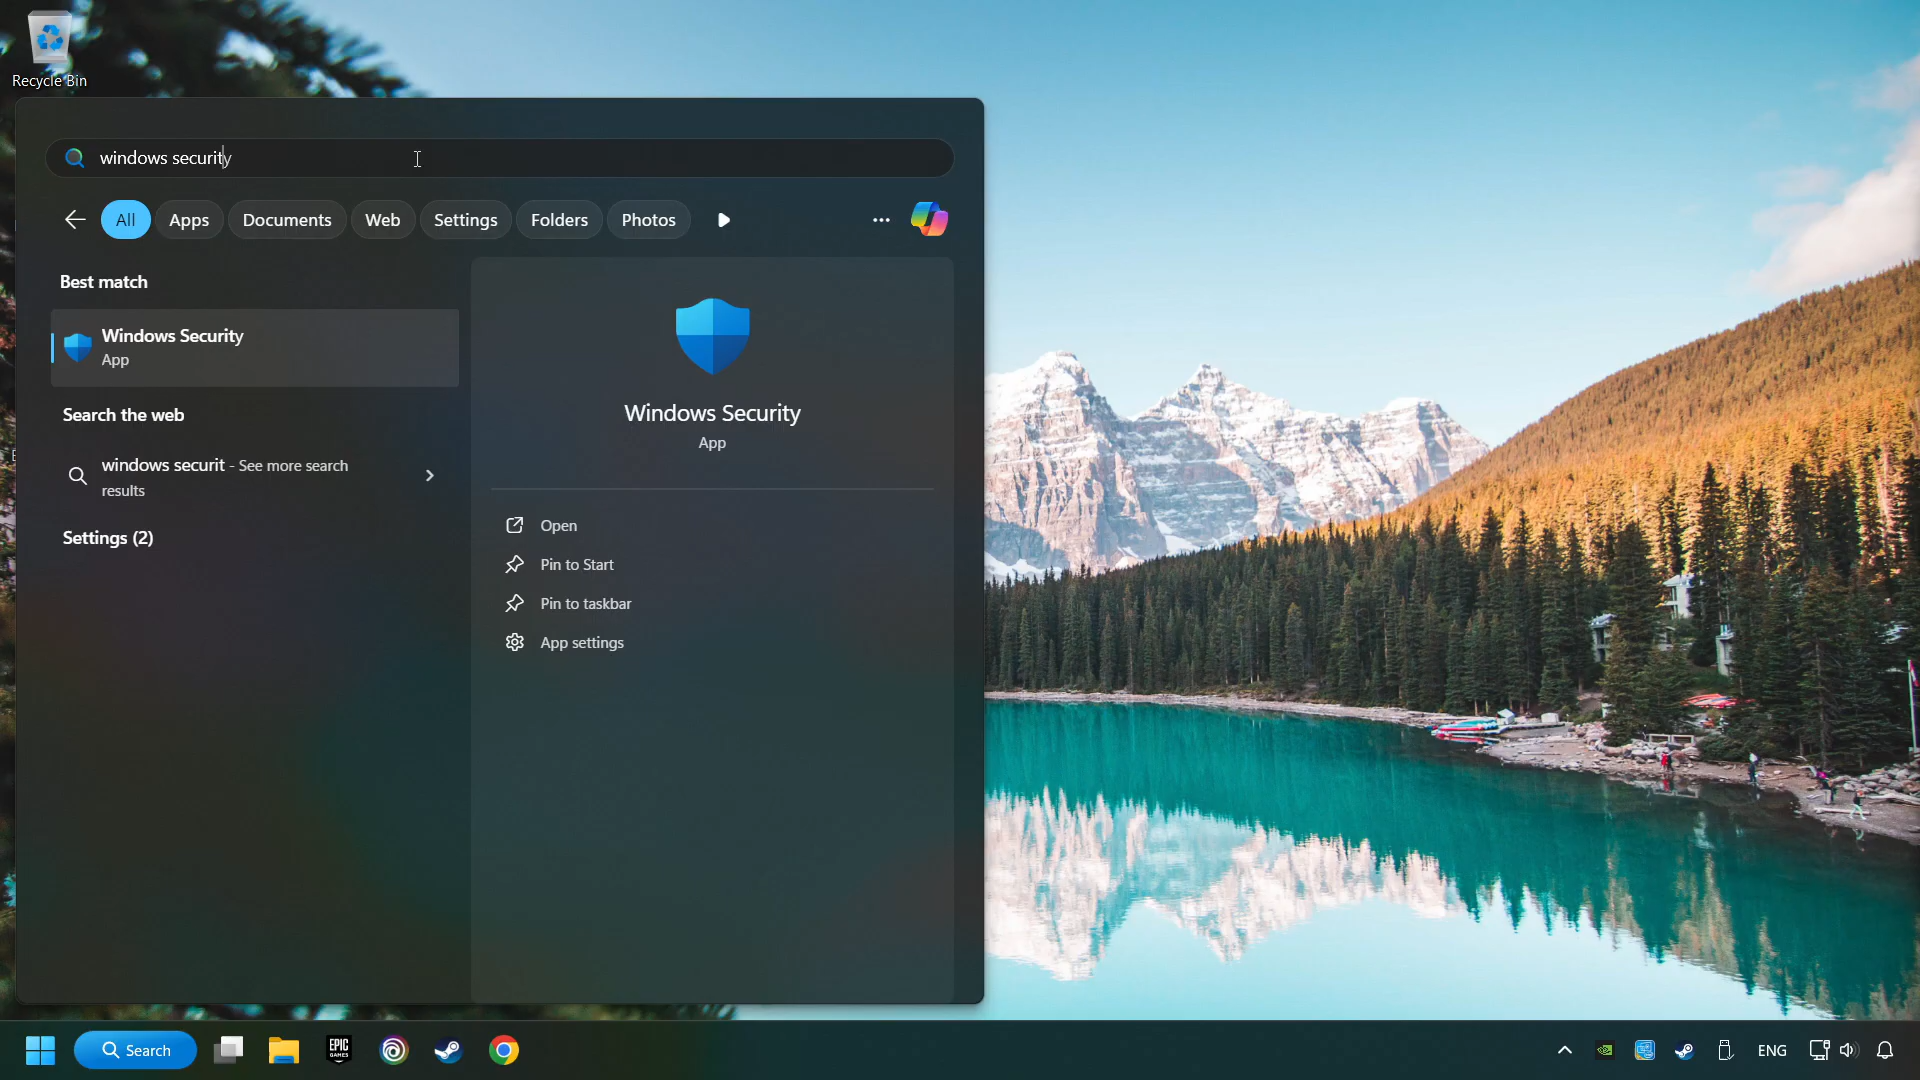 Recycle Bin
windows security
All
Apps
Documents
Web
Settings
Folders
Photos
Best match
Windows Security
App
Search the web
windows securit - See more search
results
Settings (2)
Windows Security
App
Open
Pin to Start
Pin to taskbar
App settings
Search
EPIC
GAMES
ENG